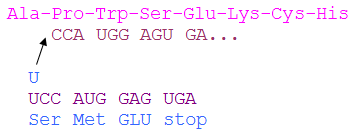 Ala-Pro-Trp-Ser-Glu-Lys-Cys-His
CCA UGG AGU GA...
U
UCC AUG GAG UGA
Ser Met GLU stop